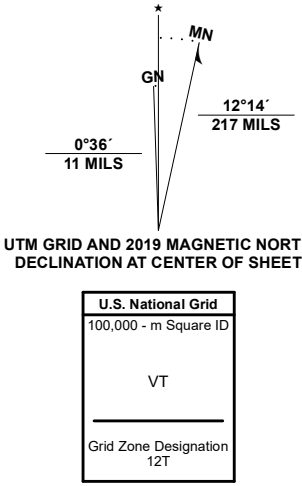 ★
MN
GN
12°14´
217 MILS
0°36´
11 MILS
UTM GRID AND 2019 MAGNETIC NORT
DECLINATION AT CENTER OF SHEET
U.S. National Grid
100,000 - m Square ID
VT
Grid Zone Designation
12T